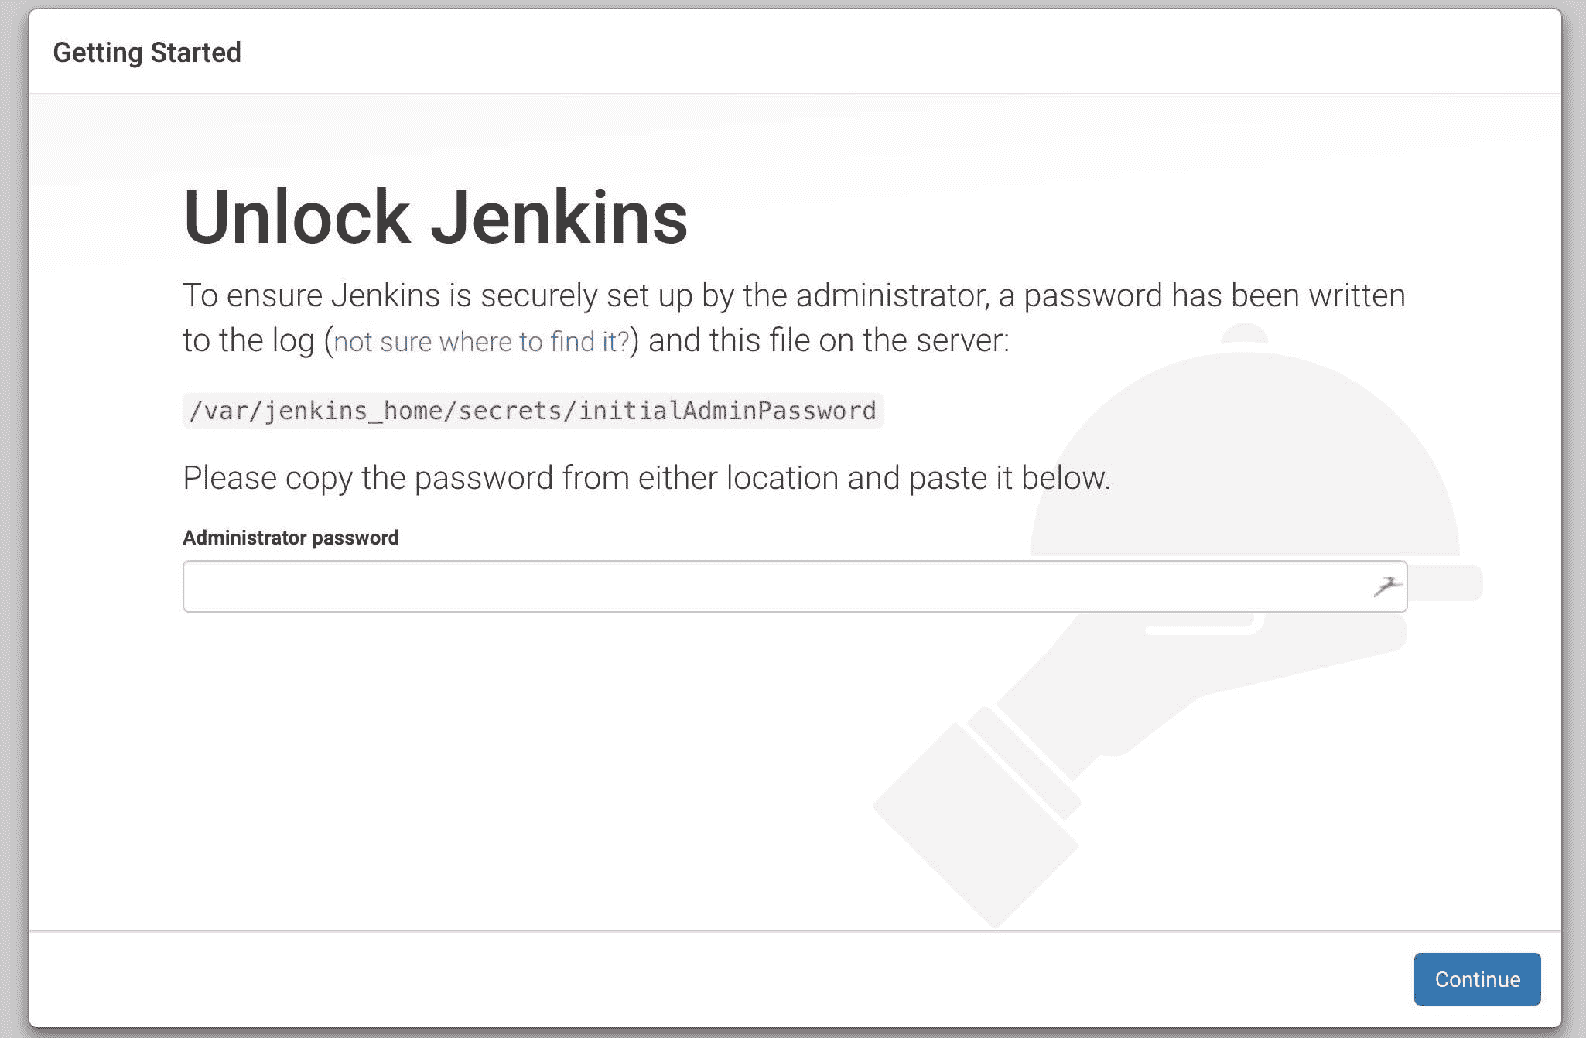 Getting Started
Unlock Jenkins
To ensure Jenkins is securely set up by the administrator, a password has been written
to the log (not sure where to find it?) and this file on the server:
/var/jenkins_home/secrets/initialAdminPassword
Please copy the password from either location and paste it below.
Administrator password
Continue